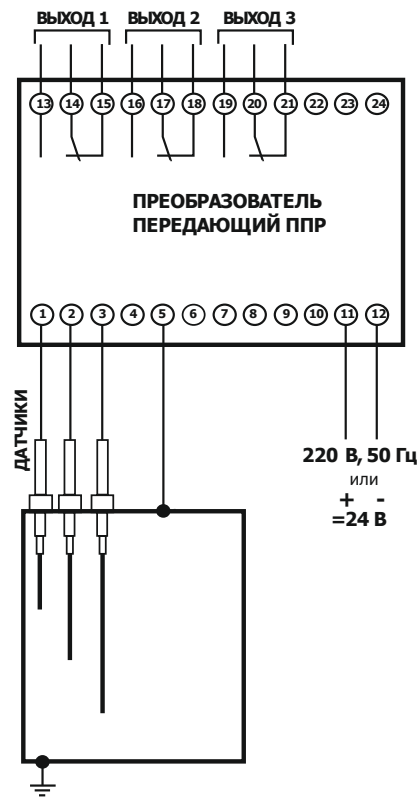 ВЫХОД 1 ВЫХОД 2 ВЫХОД 3
13 14 15 16 17 18 19 20 21 22 23 24
ПРЕОБРАЗОВАТЕЛЬ
ПЕРЕДАЮЩИЙ ППР
1 2 3 4 5 6 7 8 9 10 11 12
ДАТЧИКИ
220 В, 50 Гц
или
+ -
=24 В